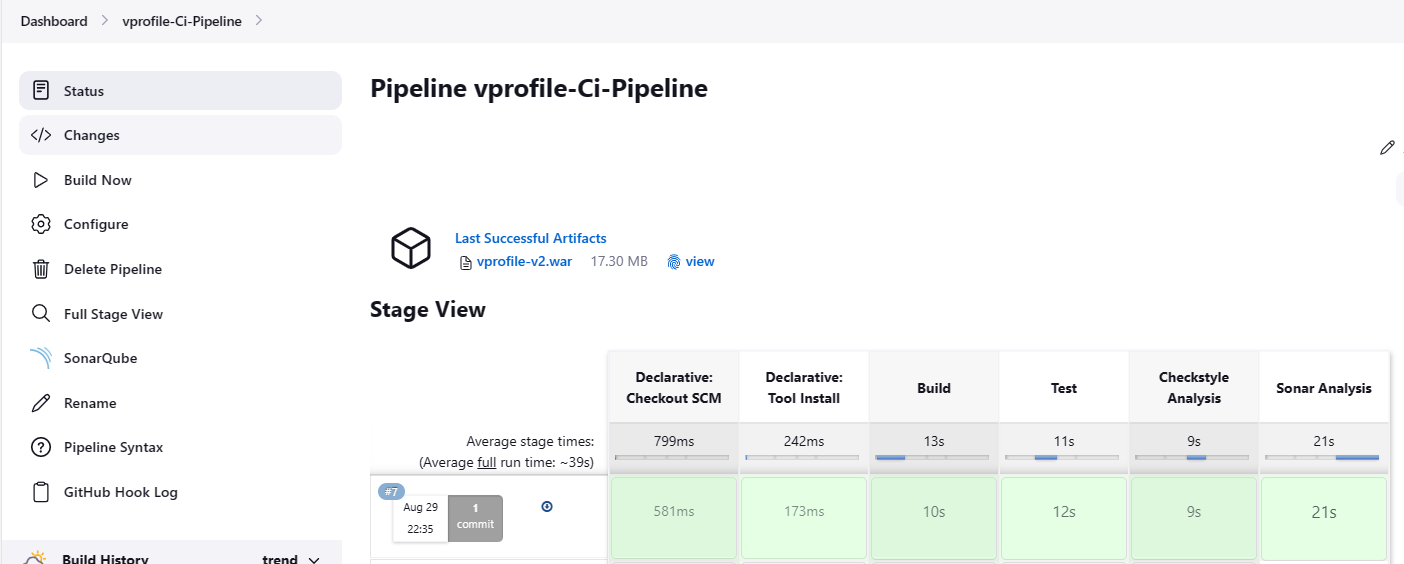 Dashboard
vprofile-Ci-Pipeline
Status
Changes
Build Now
Configure
Delete Pipeline
Full Stage View
SonarQube
Rename
Pipeline Syntax
GitHub Hook Log
Build History
trend
Pipeline vprofile-Ci-Pipeline
Last Successful Artifacts
vprofile-v2.war 17.30 MB view
Stage View
Declarative:
Checkout SCM
Declarative:
Tool Install
Build
Test
Checkstyle
Analysis
Sonar Analysis
Average stage times:
(Average full run time: ~39s)
799ms
242ms
13s
11s
9s
21s
#7
Aug 29
22:35
1
commit
581ms
173ms
10s
12s
9s
21s